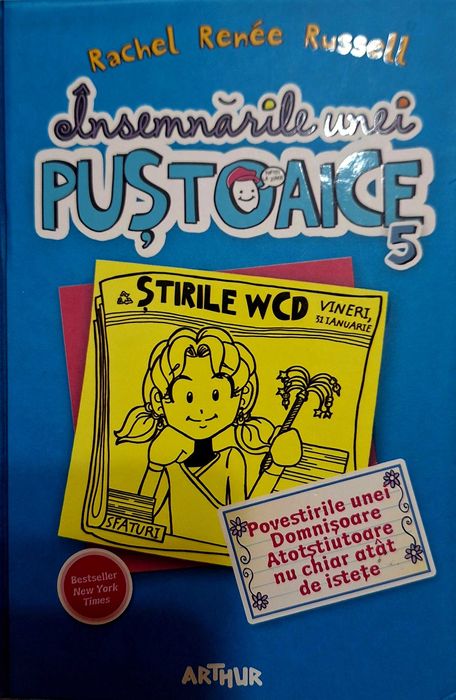 Rachel Renée Russell
Însemnările unei
PUȘTOAICE
5
ȘTIRILE WCD
VINERI,
31 IANUARIE
SFATURI
Povestirile unei
Domnișoare
Atotștiutoare
nu chiar atât
de istețe
Bestseller
New York
Times
ARTHUR